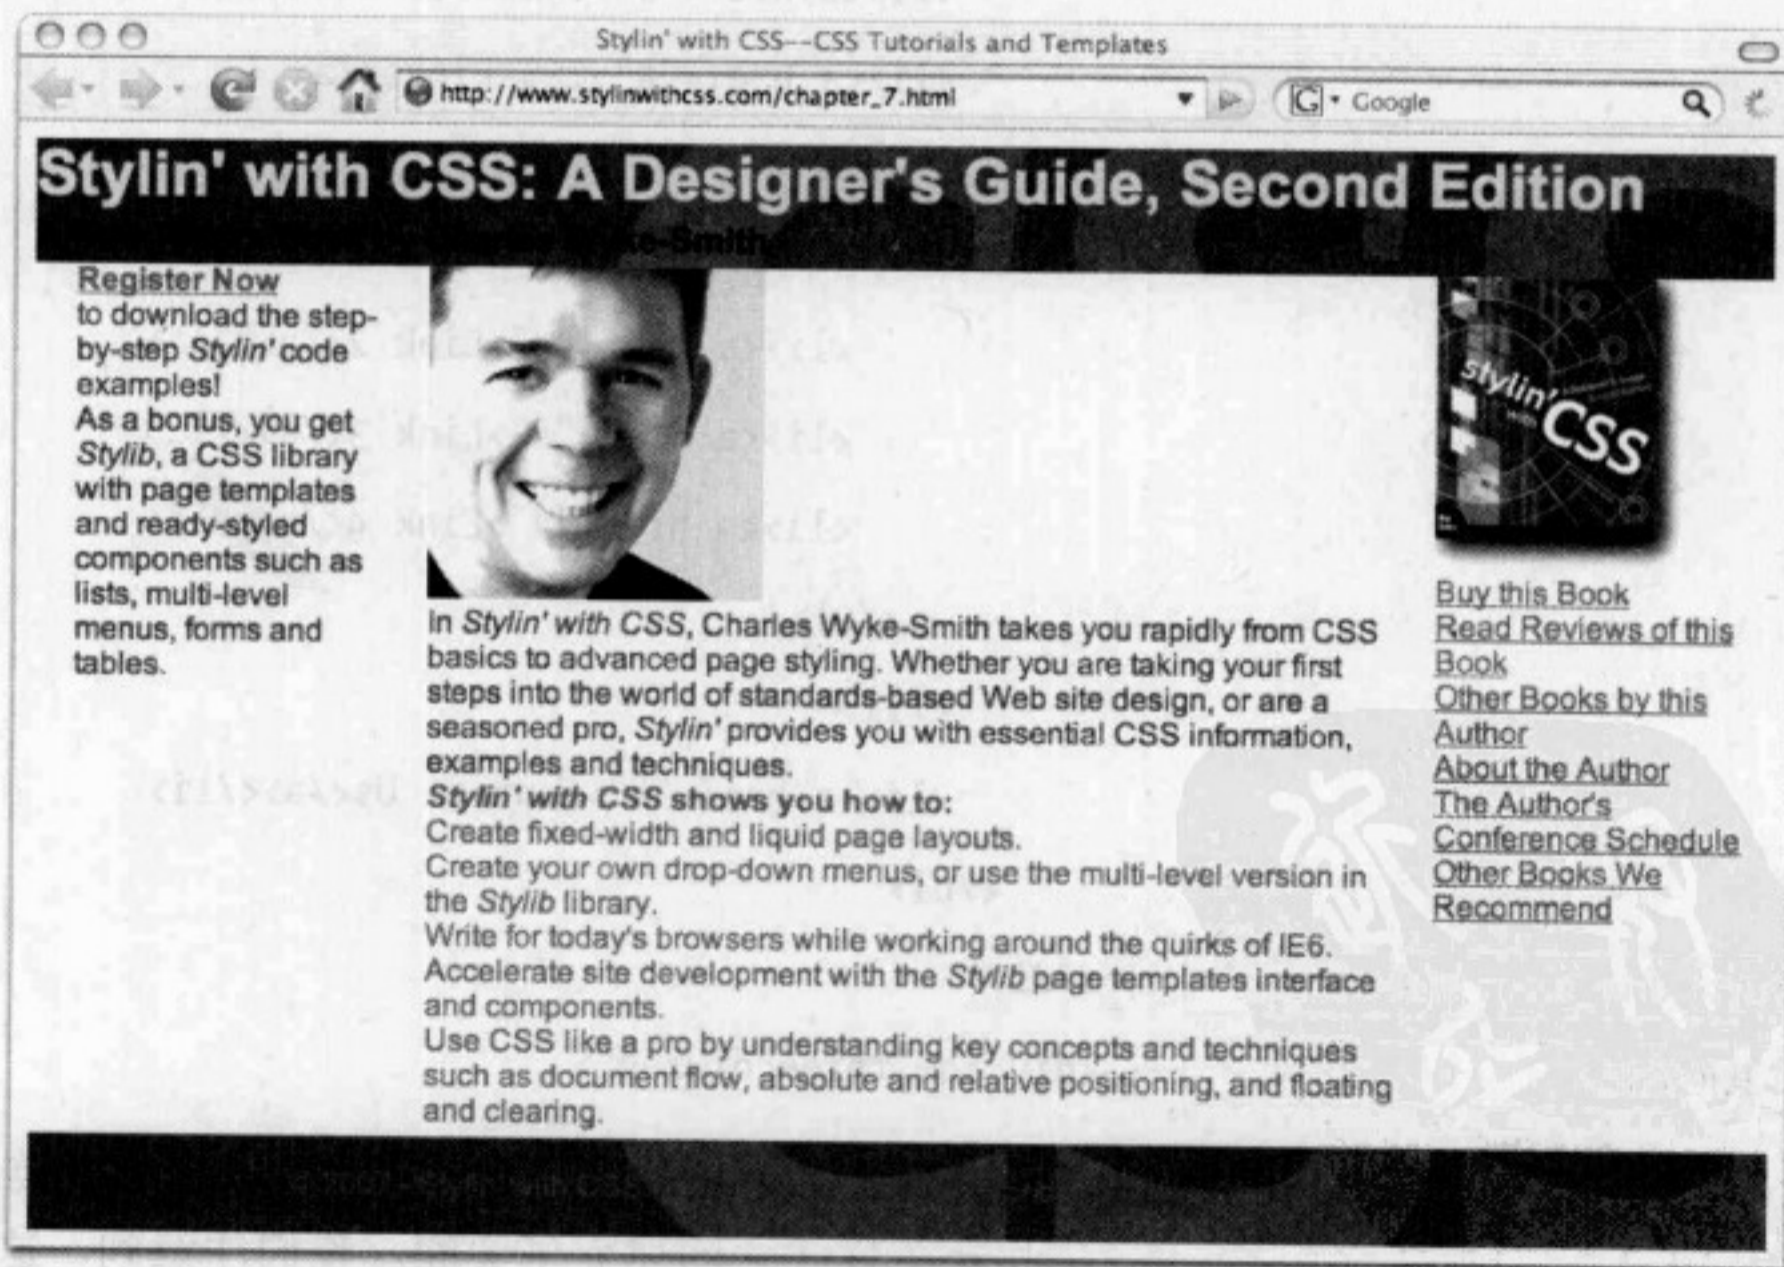 Stylin' with CSS--CSS Tutorials and Templates
http://www.stylinwithcss.com/chapter_7.html
G Google
Stylin' with CSS: A Designer's Guide, Second Edition
Wyke-Smith
Register Now
to download the step-
by-step Stylin' code
examples!
As a bonus, you get
Stylib, a CSS library
with page templates
and ready-styled
components such as
lists, multi-level
menus, forms and
tables.
In Stylin' with CSS, Charles Wyke-Smith takes you rapidly from CSS
basics to advanced page styling. Whether you are taking your first
steps into the world of standards-based Web site design, or are a
seasoned pro, Stylin' provides you with essential CSS information,
examples and techniques.
Stylin' with CSS shows you how to:
Create fixed-width and liquid page layouts.
Create your own drop-down menus, or use the multi-level version in
the Stylib library.
Write for today's browsers while working around the quirks of IE6.
Accelerate site development with the Stylib page templates interface
and components.
Use CSS like a pro by understanding key concepts and techniques
such as document flow, absolute and relative positioning, and floating
and clearing.
stylin'
CSS
Buy this Book
Read Reviews of this
Book
Other Books by this
Author
About the Author
The Author's
Conference Schedule
Other Books We
Recommend